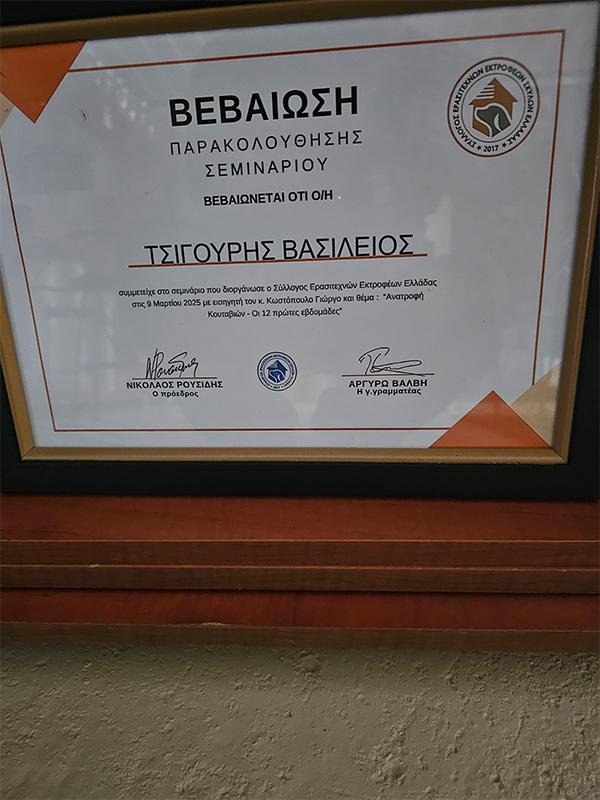 ΒΕΒΑΙΩΣΗ
ΠΑΡΑΚΟΛΟΥΘΗΣΗΣ
ΣΕΜΙΝΑΡΙΟΥ
ΣΥΛΛΟΓΟΣ ΕΡΑΣΙΤΕΧΝΩΝ ΕΚΤΡΟΦΕΩΝ ΣΚΥΛΩΝ ΕΛΛΑΔΑΣ
2017
ΒΕΒΑΙΩΝΕΤΑΙ ΟΤΙ Ο/Η
ΤΣΙΓΟΥΡΗΣ ΒΑΣΙΛΕΙΟΣ
συμμετείχε στο σεμινάριο που διοργάνωσε ο Σύλλογος Ερασιτεχνών Εκτροφέων Ελλάδας
στις 9 Μαρτίου 2025 με εισηγητή τον κ. Κωστόπουλο Γιώργο και θέμα : "Ανατροφή
Κουταβιών - Οι 12 πρώτες εβδομάδες"
ΝΙΚΟΛΑΟΣ ΡΟΥΣΙΔΗΣ
Ο πρόεδρος
ΑΡΓΥΡΩ ΒΑΛΒΗ
Η γ.γραμματέας